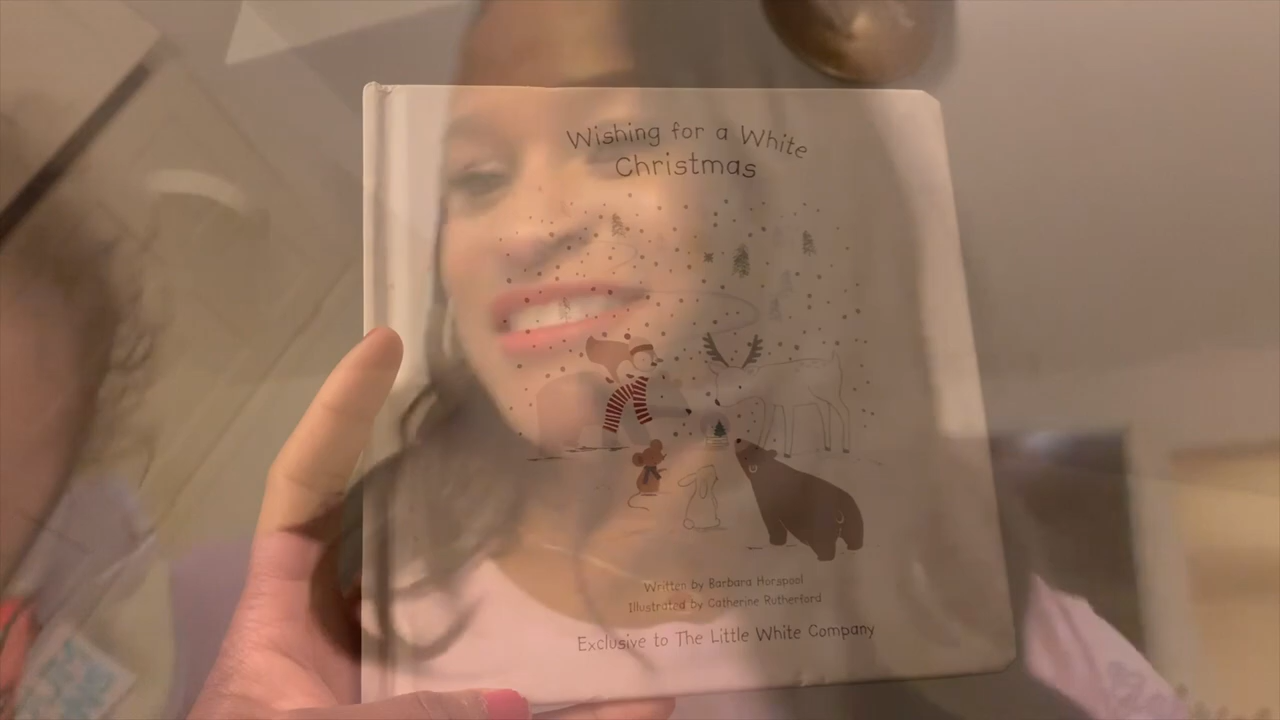 Wishing for a White
Christmas
Written by Barbara Horspool
Illustrated by Catherine Rutherford
Exclusive to The Little White Company